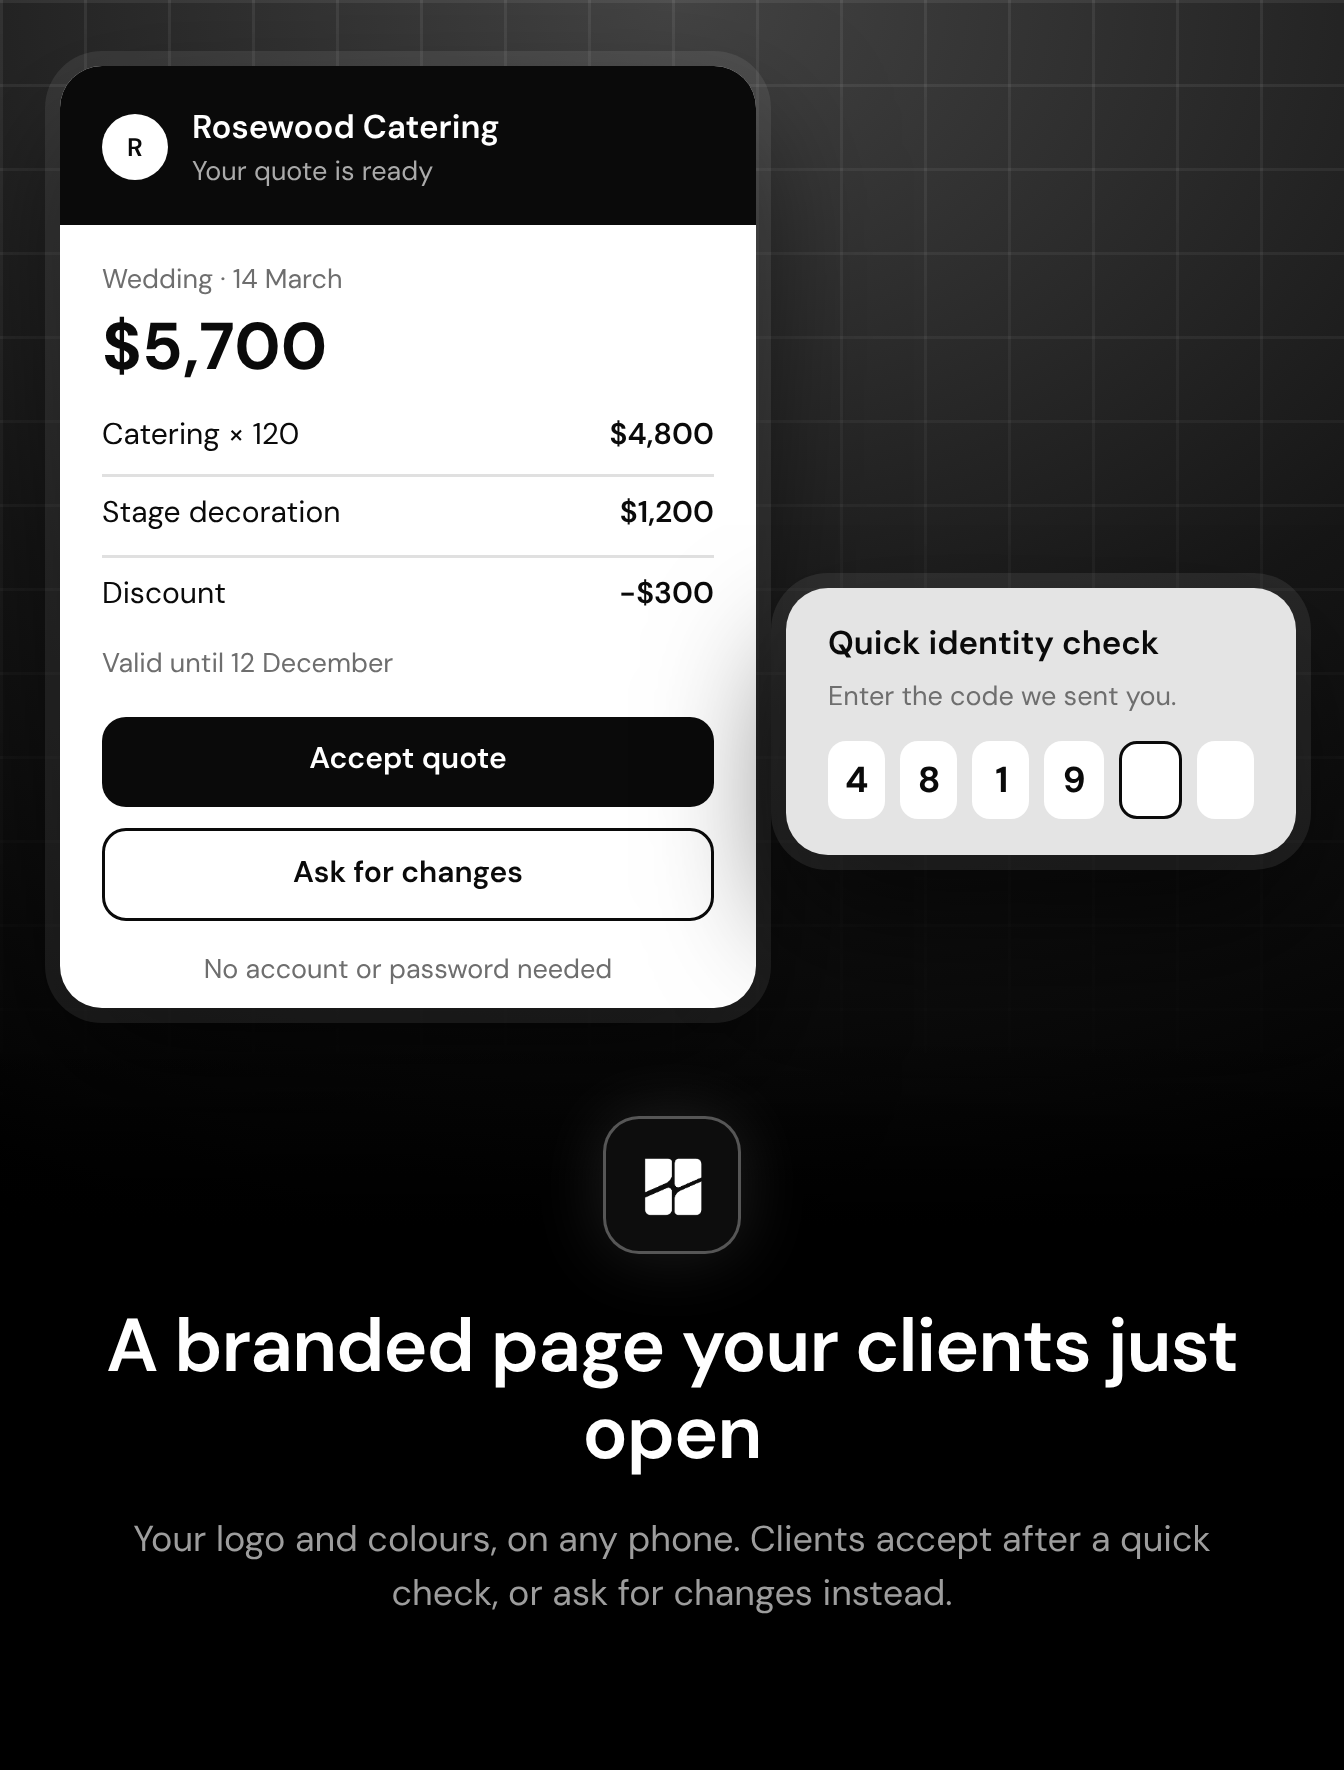 R
Rosewood Catering
Your quote is ready
Wedding · 14 March
$5,700
Catering × 120 $4,800
Stage decoration $1,200
Discount −$300
Valid until 12 December
Accept quote
Ask for changes
No account or password needed
Quick identity check
Enter the code we sent you.
4 8 1 9
A branded page your clients just
open
Your logo and colours, on any phone. Clients accept after a quick
check, or ask for changes instead.